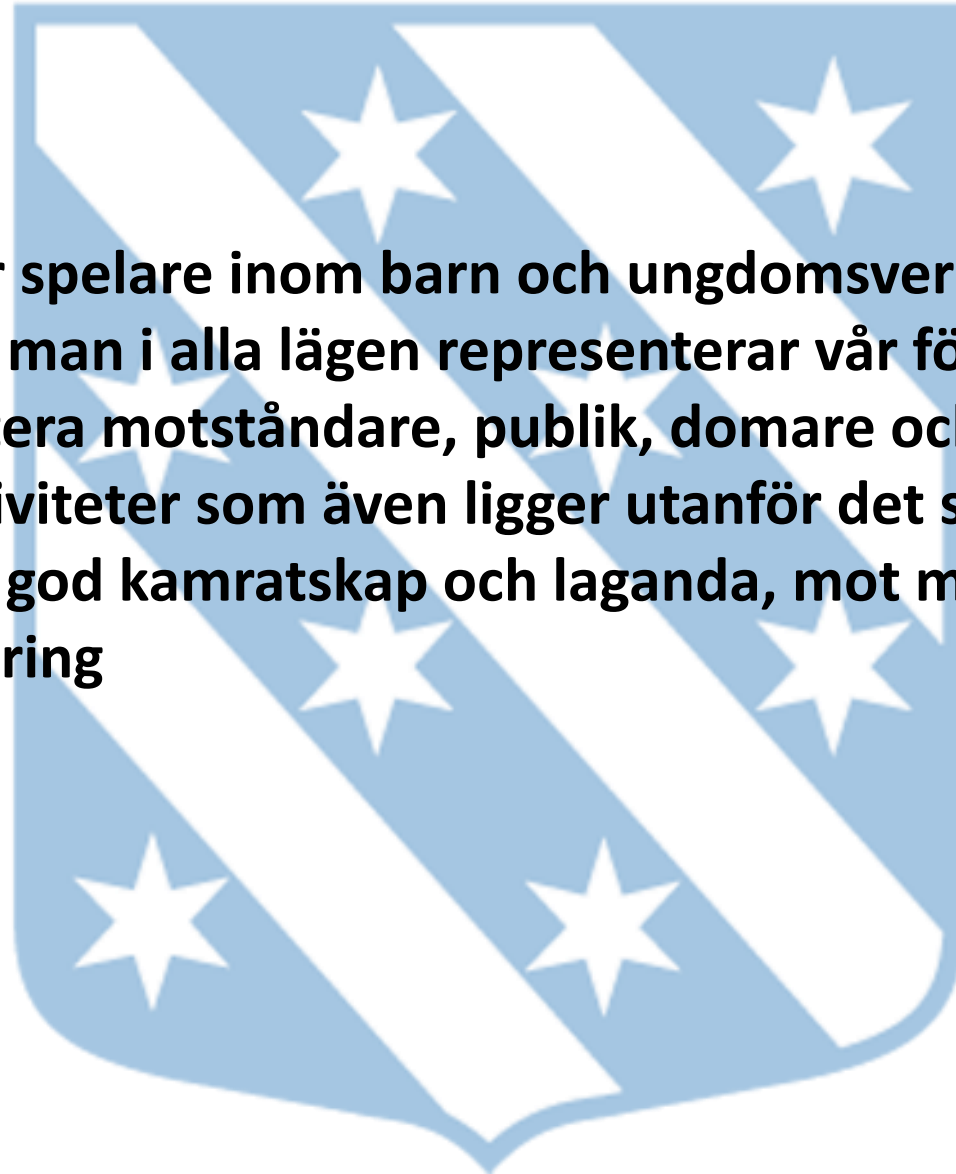 r spelare inom barn och ungdomsver
man i alla lägen representerar vår fö
tera motståndare, publik, domare och
iviteter som även ligger utanför det s
god kamratskap och laganda, mot m
ring